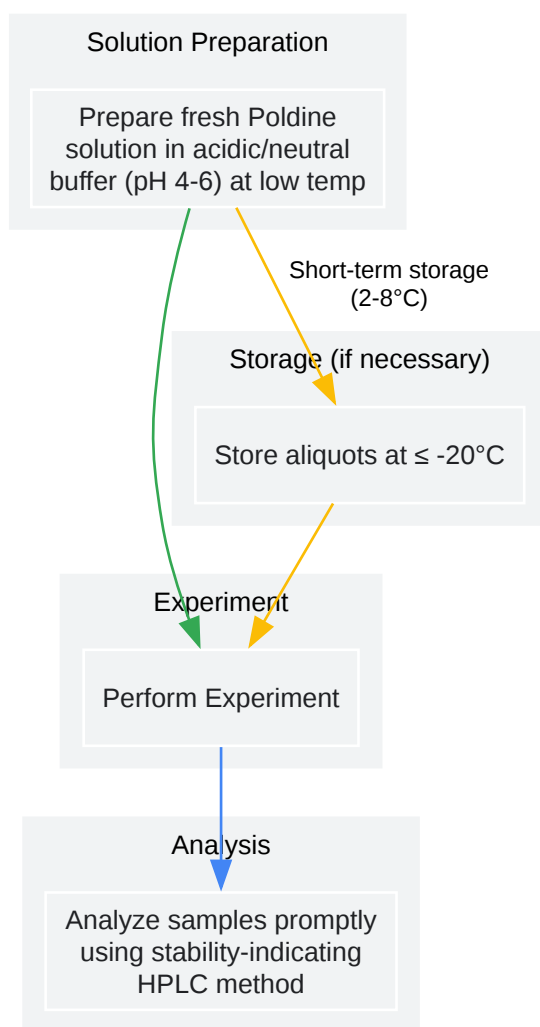 Solution Preparation
Prepare fresh Poldine
solution in acidic/neutral
buffer (pH 4-6) at low temp
Short-term storage
(2-8°C)
Storage (if necessary)
Store aliquots at ≤ -20°C
Experiment
Perform Experiment
Analysis
Analyze samples promptly
using stability-indicating
HPLC method